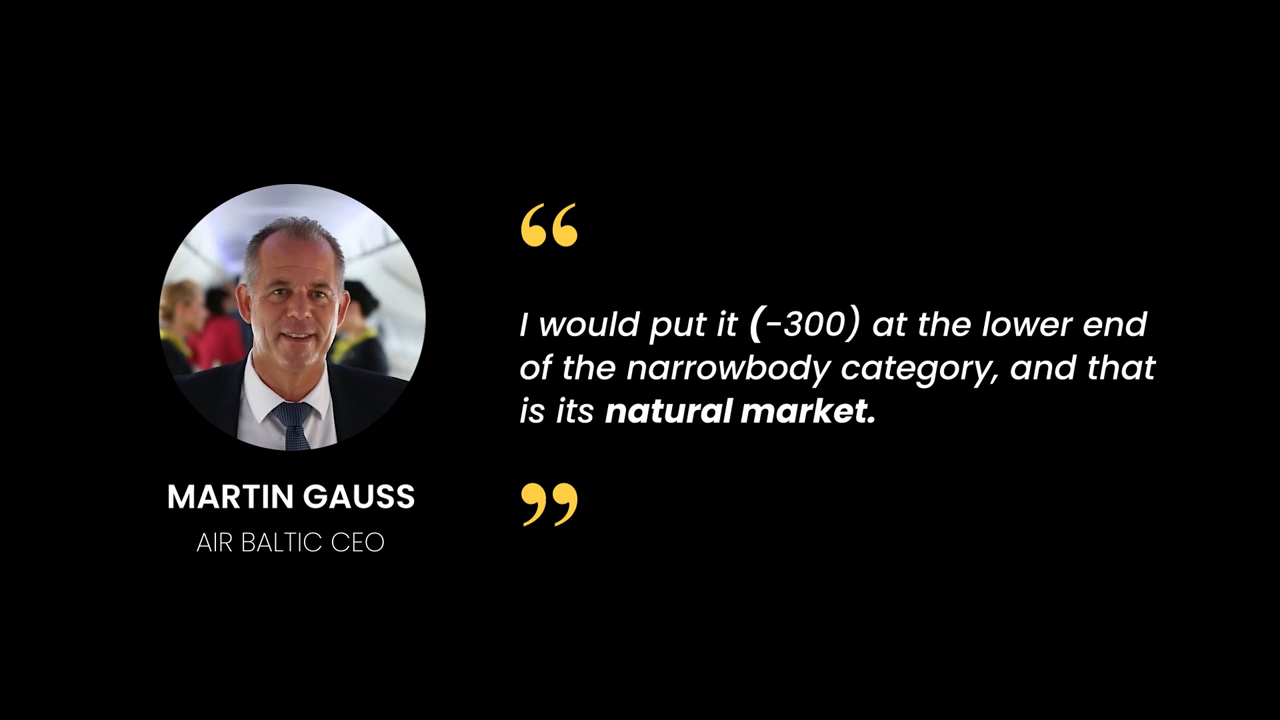 “
I would put it (-300) at the lower end
of the narrowbody category, and that
is its natural market.
”
MARTIN GAUSS
AIR BALTIC CEO